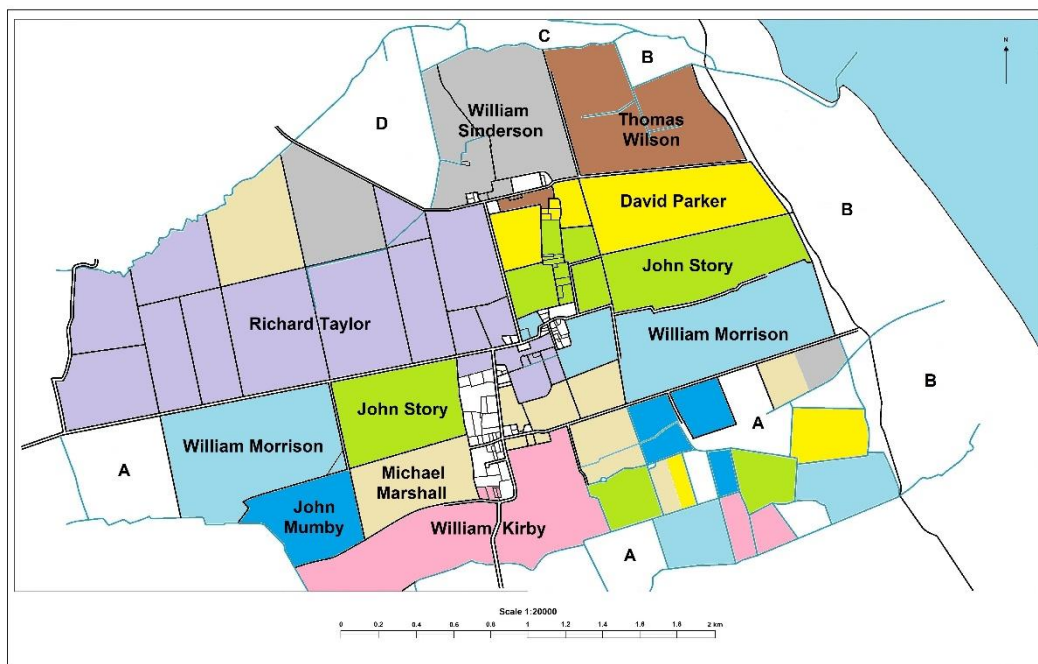 C
B
N
D
William
Sinderson
Thomas
Wilson
David Parker
B
John Story
Richard Taylor
William Morrison
B
John Story
A
William Morrison
A
Michael
Marshall
John
Mumby
William Kirby
A
Scale 1:20000
0 0.2 0.4 0.6 0.8 1 1.2 1.4 1.6 1.8 2 km